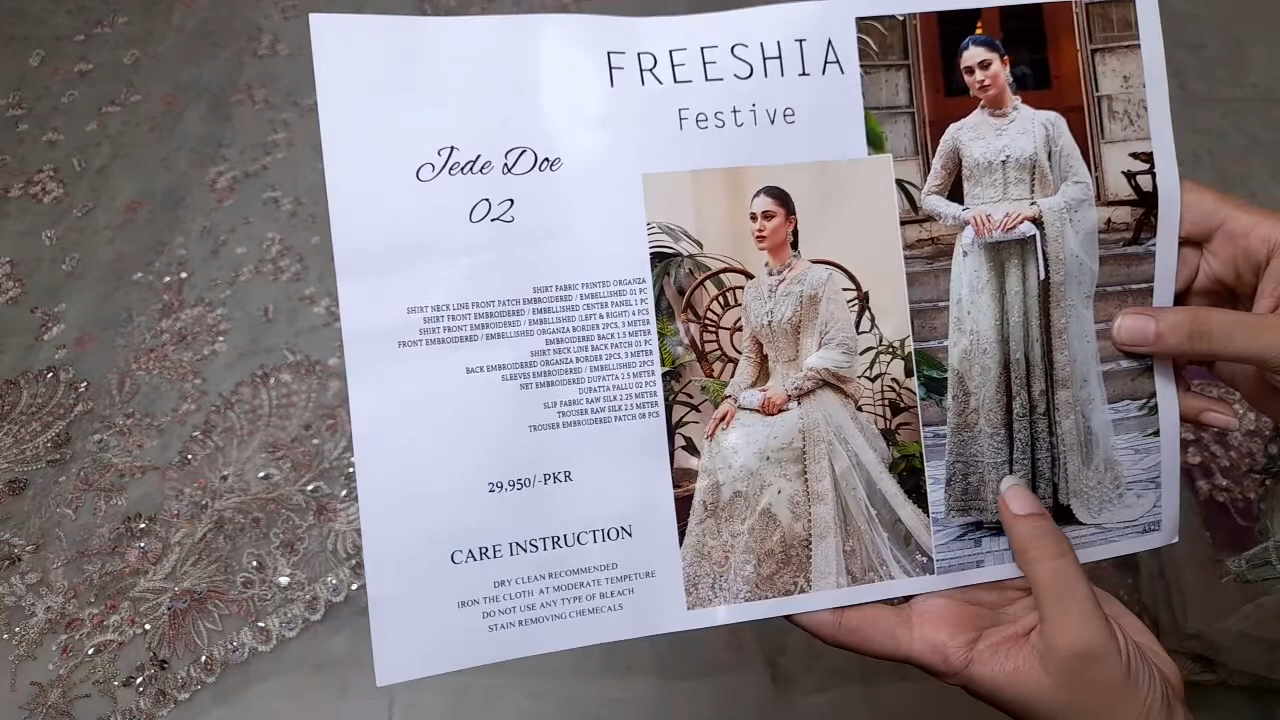 FREESHIA
Festive
Jede Doe
02
SHIRT FABRIC PRINTED ORGANZA
SHIRT NECK LINE FRONT PATCH EMBROIDERED / EMBELLISHED 01 PC
SHIRT FRONT EMBROIDERED / EMBELLISHED CENTER PANEL 1 PC
SHIRT FRONT EMBROIDERED / EMBELLISHED (LEFT & RIGHT) 4 PCS
FRONT EMBROIDERED / EMBELLISHED ORGANZA BORDER 2PCS, 3 METER
EMBROIDERED BACK 1.5 METER
SHIRT NECK LINE BACK PATCH 01 PC
BACK EMBROIDERED ORGANZA BORDER 2PCS, 3 METER
SLEEVES EMBROIDERED / EMBELLISHED 2PCS
NET EMBROIDERED DUPATTA 2.5 METER
DUPATTA PALLU 02 PCS
SLIP FABRIC RAW SILK 2.25 METER
TROUSER RAW SILK 2.5 METER
TROUSER EMBROIDERED PATCH 08 PCS
29,950/-PKR
CARE INSTRUCTION
DRY CLEAN RECOMMENDED
IRON THE CLOTH AT MODERATE TEMPETURE
DO NOT USE ANY TYPE OF BLEACH
STAIN REMOVING CHEMECALS